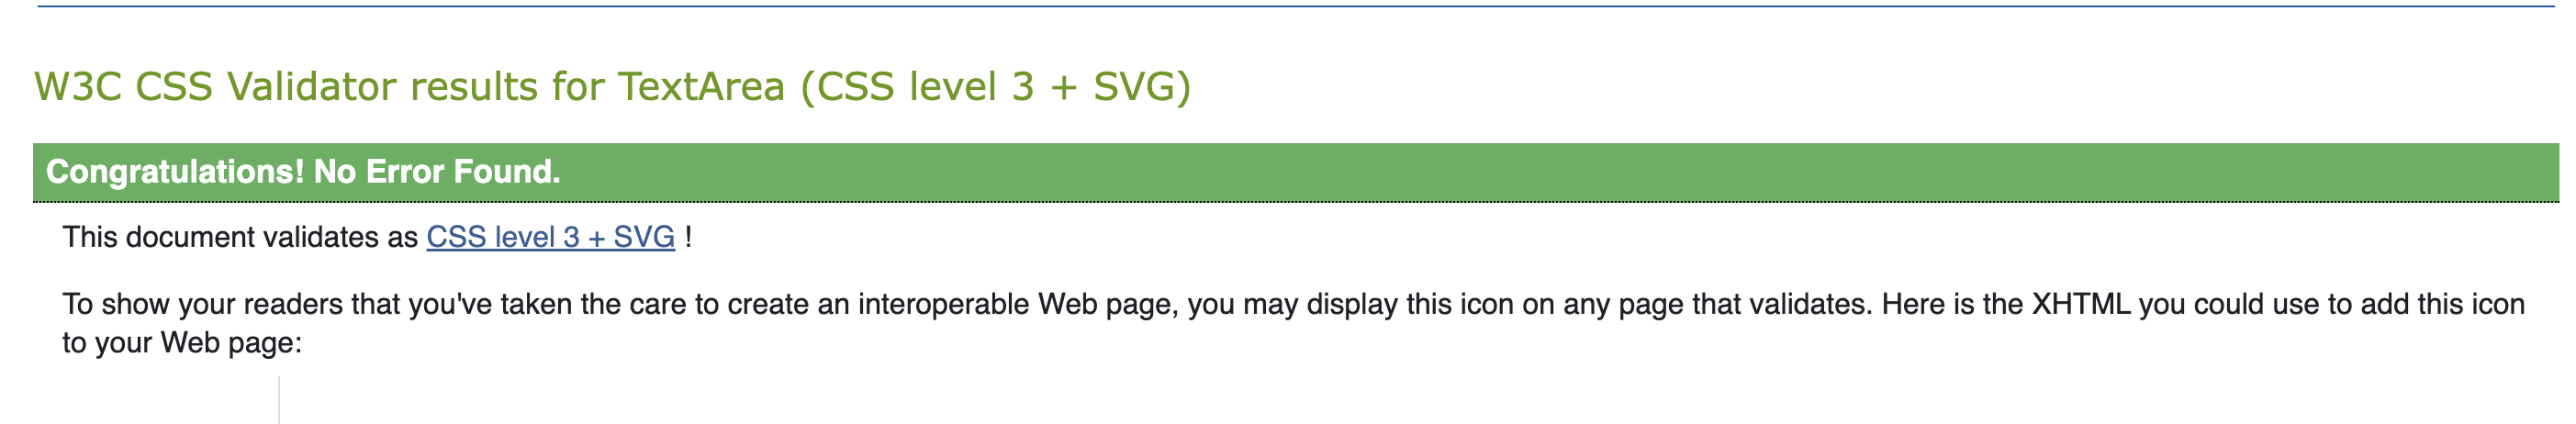 W3C CSS Validator results for TextArea (CSS level 3 + SVG)
Congratulations! No Error Found.
This document validates as CSS level 3 + SVG !
To show your readers that you've taken the care to create an interoperable Web page, you may display this icon on any page that validates. Here is the XHTML you could use to add this icon
to your Web page: